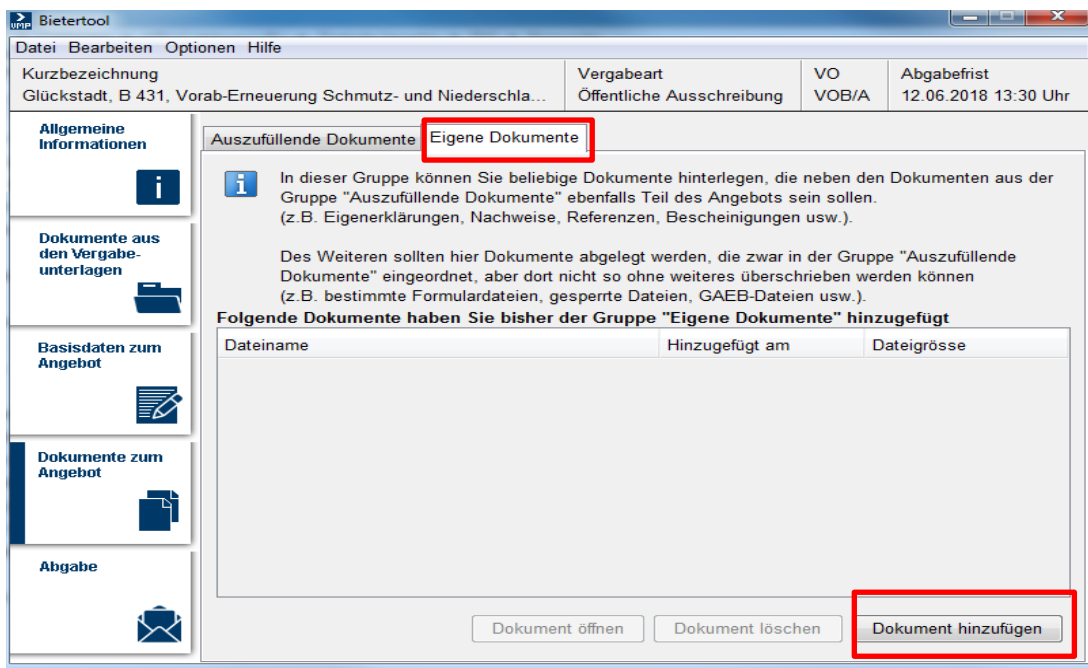 VMP Bietertool
Datei Bearbeiten Optionen Hilfe
Kurzbezeichnung
Glückstadt, B 431, Vorab-Erneuerung Schmutz- und Niederschla...
Vergabeart
Öffentliche Ausschreibung
VO
VOB/A
Abgabefrist
12.06.2018 13:30 Uhr
Allgemeine
Informationen
Dokumente aus
den Vergabe-
unterlagen
Basisdaten zum
Angebot
Dokumente zum
Angebot
Abgabe
Auszufüllende Dokumente
Eigene Dokumente
In dieser Gruppe können Sie beliebige Dokumente hinterlegen, die neben den Dokumenten aus der
Gruppe "Auszufüllende Dokumente" ebenfalls Teil des Angebots sein sollen.
(z.B. Eigenerklärungen, Nachweise, Referenzen, Bescheinigungen usw.).
Des Weiteren sollten hier Dokumente abgelegt werden, die zwar in der Gruppe "Auszufüllende
Dokumente" eingeordnet, aber dort nicht so ohne weiteres überschrieben werden können
(z.B. bestimmte Formulardateien, gesperrte Dateien, GAEB-Dateien usw.).
Folgende Dokumente haben Sie bisher der Gruppe "Eigene Dokumente" hinzugefügt
Dateiname
Hinzugefügt am
Dateigrösse
Dokument öffnen
Dokument löschen
Dokument hinzufügen